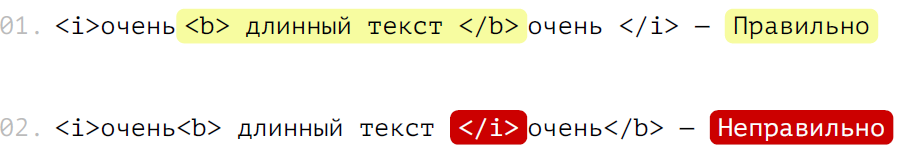 01. <i>очень<b> длинный текст </b>очень </i> — Правильно
02. <i>очень<b> длинный текст </i>очень</b> — Неправильно